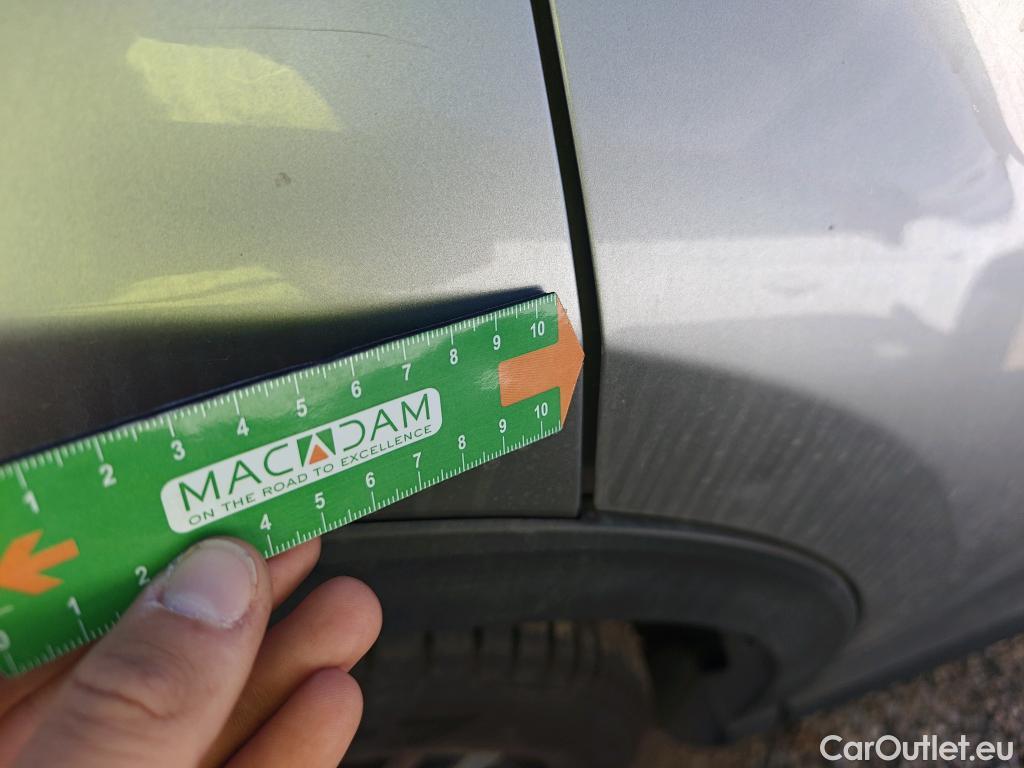 1 2 3 4 5 6 7 8 9 10
MACADAM
ON THE ROAD TO EXCELLENCE
0 1 2 4 5 6 7 8 9 10
CarOutlet.eu